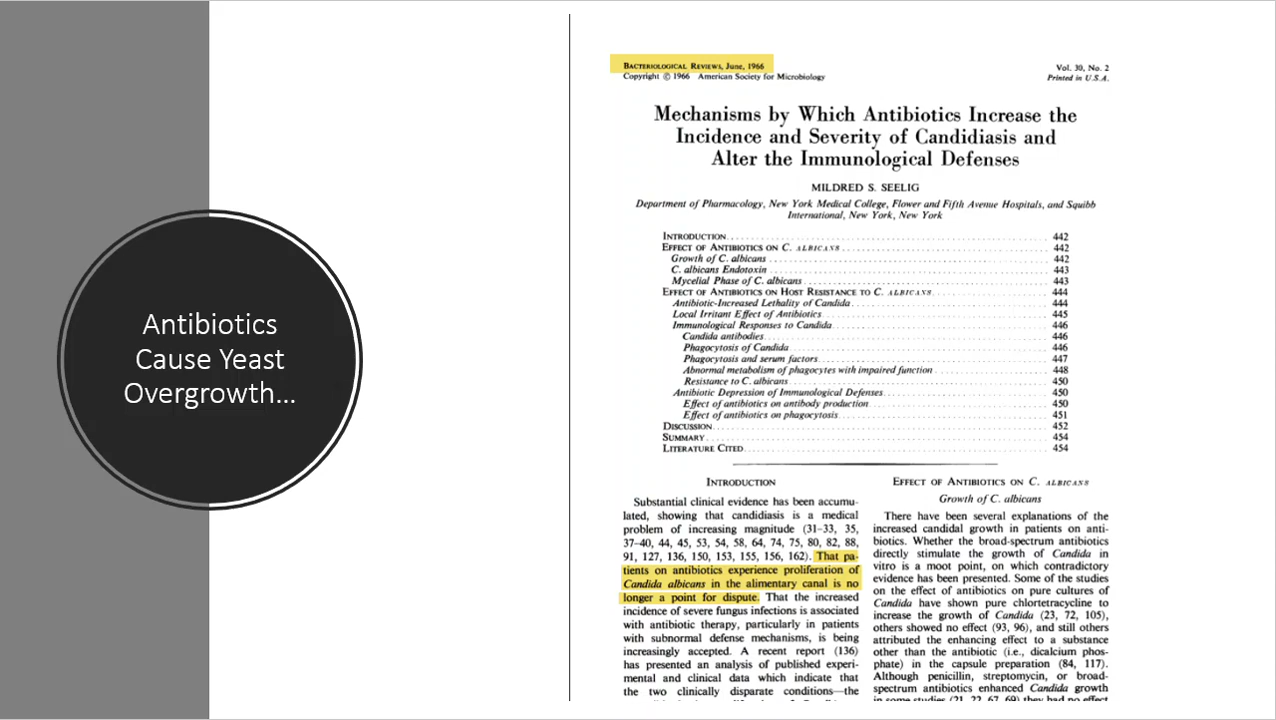 Antibiotics
Cause Yeast
Overgrowth...
BACTERIOLOGICAL REVIEWS, June, 1966
Copyright © 1966 American Society for Microbiology
Vol. 30, No. 2
Printed in U.S.A.
Mechanisms by Which Antibiotics Increase the
Incidence and Severity of Candidiasis and
Alter the Immunological Defenses
MILDRED S. SEELIG
Department of Pharmacology, New York Medical College, Flower and Fifth Avenue Hospitals, and Squibb
International, New York, New York
INTRODUCTION 442
EFFECT OF ANTIBIOTICS ON C. ALBICANS 442
Growth of C. albicans 442
C. albicans Endotoxin 443
Mycelial Phase of C. albicans 443
EFFECT OF ANTIBIOTICS ON HOST RESISTANCE TO C. ALBICANS 444
Antibiotic-Increased Lethality of Candida 444
Local Irritant Effect of Antibiotics 445
Immunological Responses to Candida 446
Candida antibodies 446
Phagocytosis of Candida 446
Phagocytosis and serum factors 447
Abnormal metabolism of phagocytes with impaired function 448
Resistance to C. albicans 450
Antibiotic Depression of Immunological Defenses 450
Effect of antibiotics on antibody production 450
Effect of antibiotics on phagocytosis 451
DISCUSSION 452
SUMMARY 454
LITERATURE CITED 454
INTRODUCTION
Substantial clinical evidence has been accumu-
lated, showing that candidiasis is a medical
problem of increasing magnitude (31-33, 35,
37-40, 44, 45, 53, 54, 58, 64, 74, 75, 80, 82, 88,
91, 127, 136, 150, 153, 155, 156, 162). That pa-
tients on antibiotics experience proliferation of
Candida albicans in the alimentary canal is no
longer a point for dispute. That the increased
incidence of severe fungus infections is associated
with antibiotic therapy, particularly in patients
with subnormal defense mechanisms, is being
increasingly accepted. A recent report (136)
has presented an analysis of published experi-
mental and clinical data which indicate that
the two clinically disparate conditions—the
EFFECT OF ANTIBIOTICS ON C. ALBICANS
Growth of C. albicans
There have been several explanations of the
increased candidal growth in patients on anti-
biotics. Whether the broad-spectrum antibiotics
directly stimulate the growth of Candida in
vitro is a moot point, on which contradictory
evidence has been presented. Some of the studies
on the effect of antibiotics on pure cultures of
Candida have shown pure chlortetracycline to
increase the growth of Candida (23, 72, 105),
others showed no effect (93, 96), and still others
attributed the enhancing effect to a substance
other than the antibiotic (i.e., dicalcium phos-
phate) in the capsule preparation (84, 117).
Although penicillin, streptomycin, or broad-
spectrum antibiotics enhanced Candida growth
in some studies (21, 22, 67, 69) they had no effect